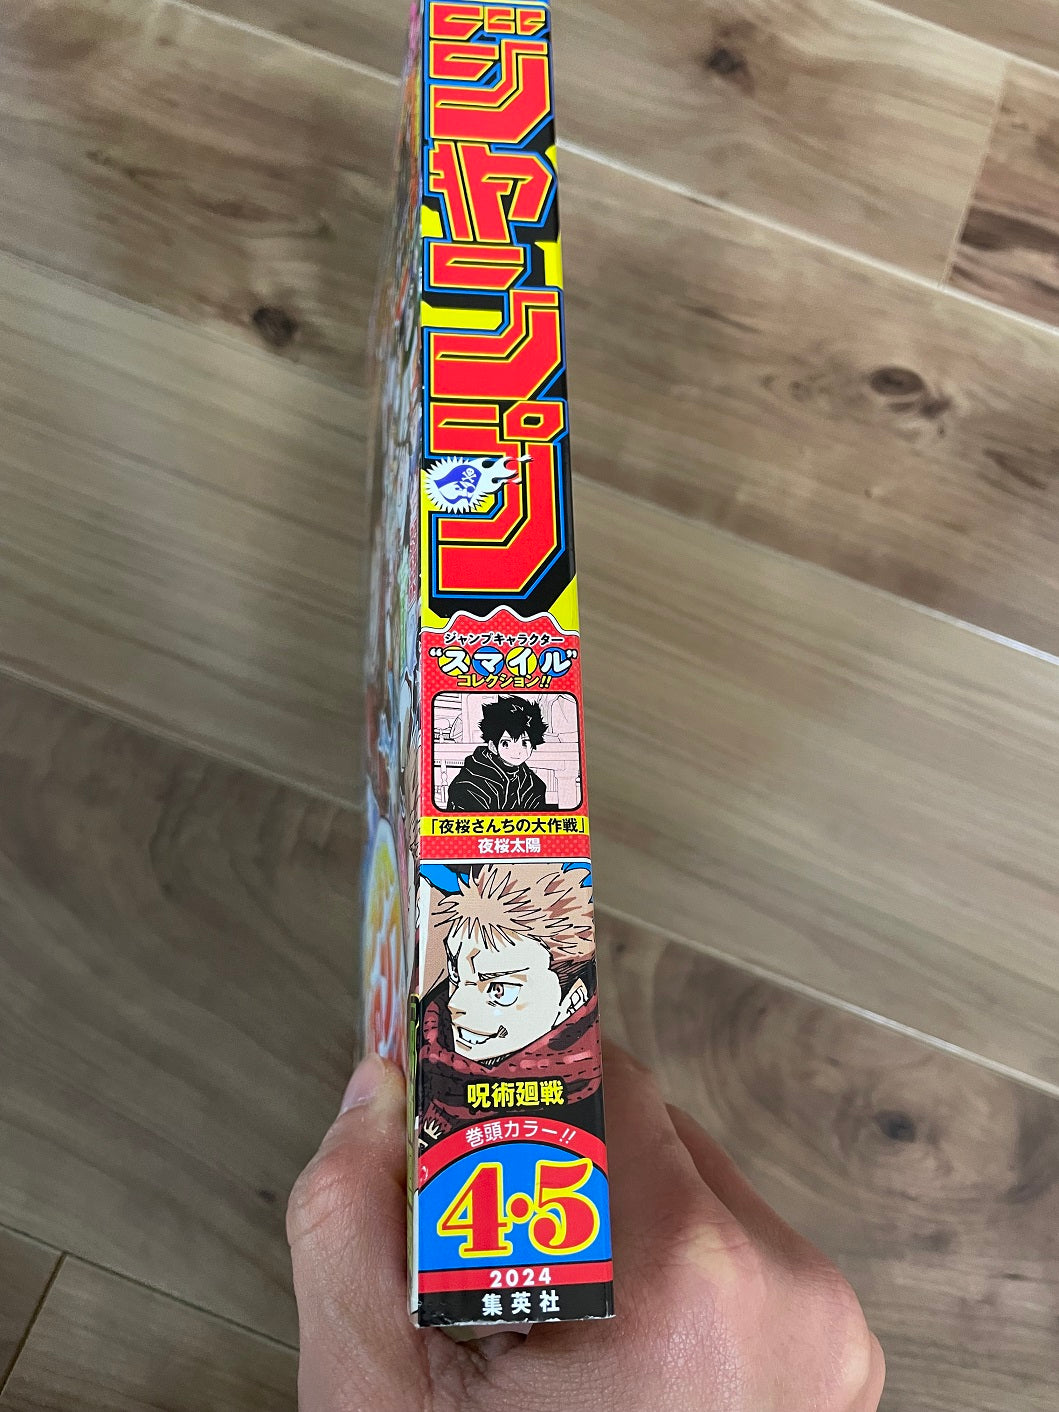 ジャンプ
ジャンプキャラクター
“スマイル”
コレクション!!
「夜桜さんちの大作戦」
夜桜太陽
呪術廻戦
巻頭カラー!!
4・5
2024
集英社